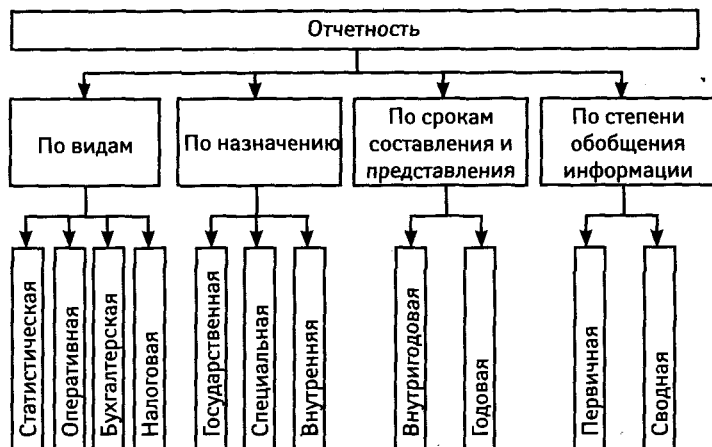 Отчетность
По видам
По назначению
По срокам
составления и
представления
По степени
обобщения
информации
Статистическая
Оперативная
Бухгалтерская
Налоговая
Государственная
Специальная
Внутренняя
Внутригодовая
Годовая
Первичная
Сводная